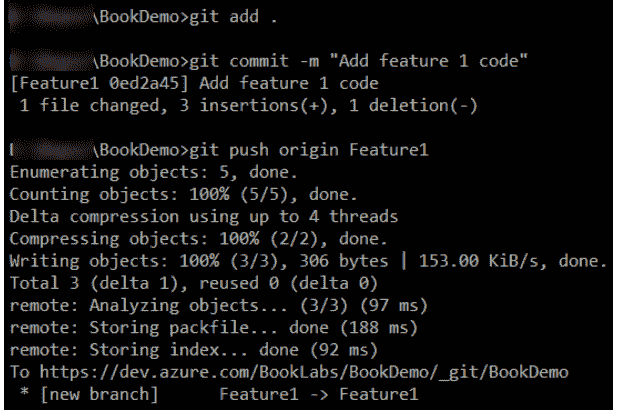 \BookDemo>git add .
\BookDemo>git commit -m "Add feature 1 code"
[Feature1 0ed2a45] Add feature 1 code
1 file changed, 3 insertions(+), 1 deletion(-)
\BookDemo>git push origin Feature1
Enumerating objects: 5, done.
Counting objects: 100% (5/5), done.
Delta compression using up to 4 threads
Compressing objects: 100% (2/2), done.
Writing objects: 100% (3/3), 306 bytes | 153.00 KiB/s, done.
Total 3 (delta 1), reused 0 (delta 0)
remote: Analyzing objects... (3/3) (97 ms)
remote: Storing packfile... done (188 ms)
remote: Storing index... done (92 ms)
To https://dev.azure.com/BookLabs/BookDemo/_git/BookDemo
* [new branch]      Feature1 -> Feature1